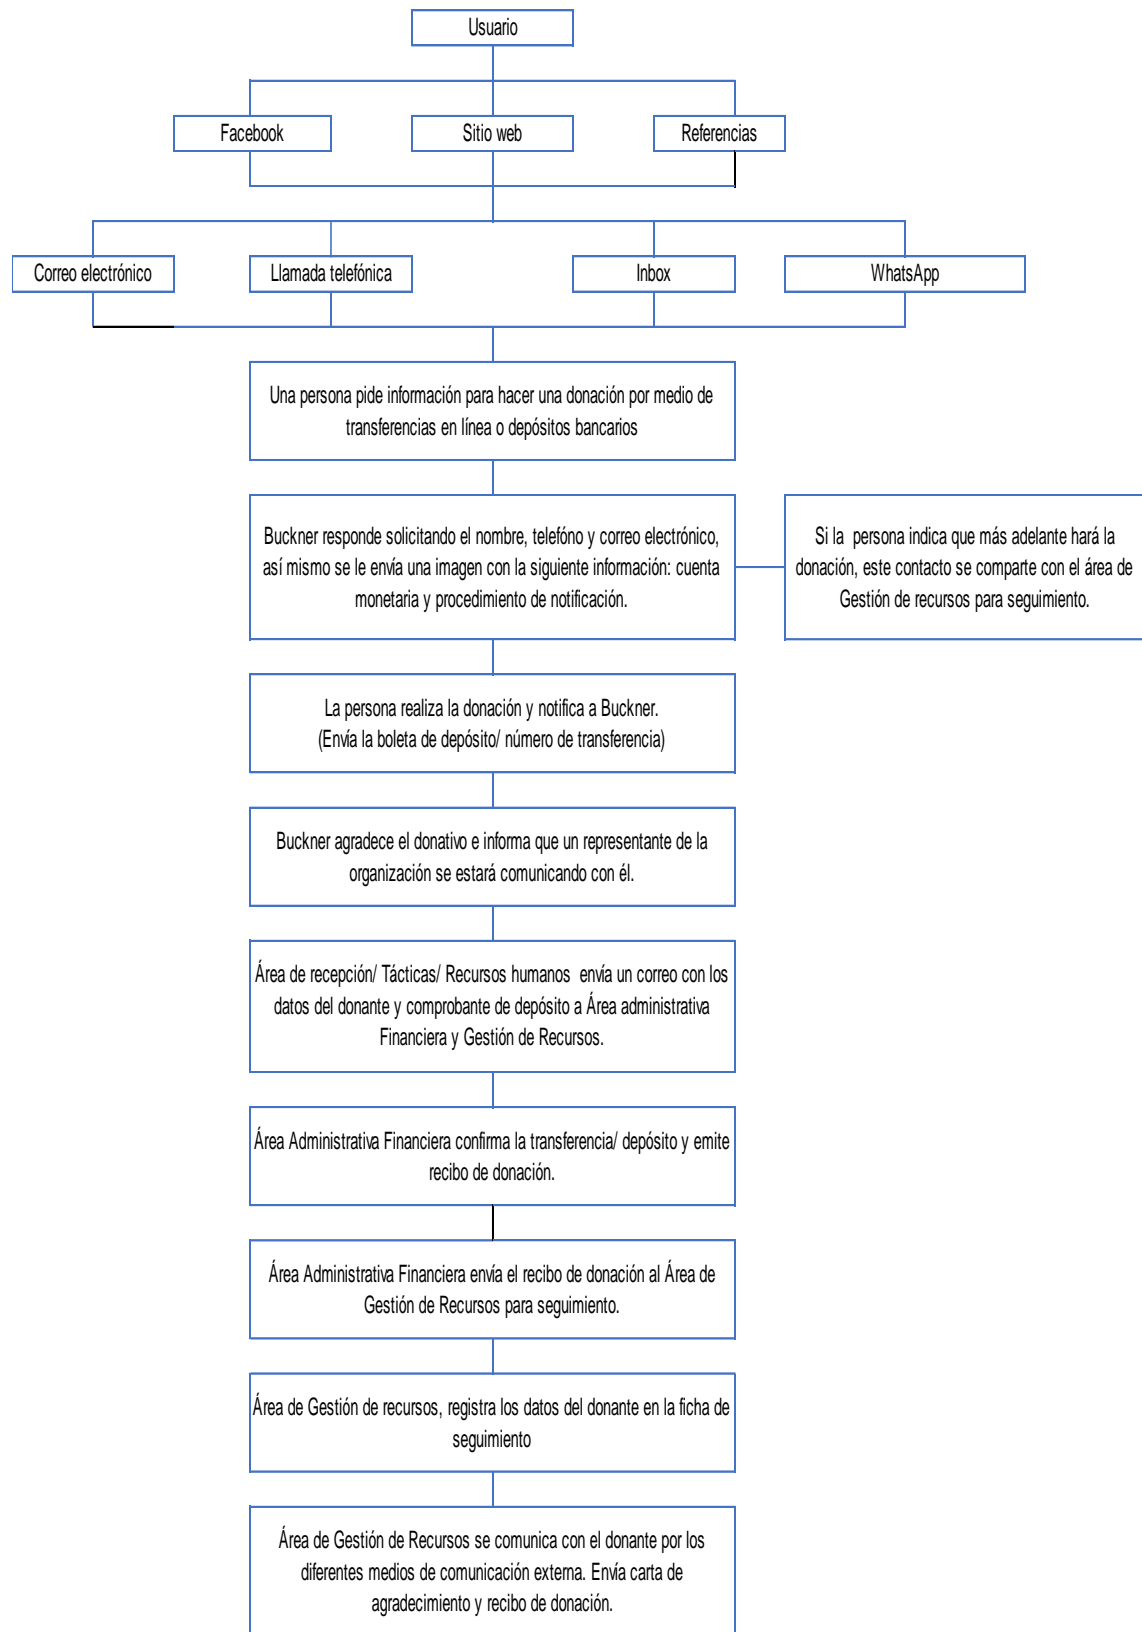 Usuario
Facebook
Sitio web
Referencias
Correo electrónico
Llamada telefónica
Inbox
WhatsApp
Una persona pide información para hacer una donación por medio de
transferencias en línea o depósitos bancarios
Buckner responde solicitando el nombre, telefóno y correo electrónico,
así mismo se le envía una imagen con la siguiente información: cuenta
monetaria y procedimiento de notificación.
Si la persona indica que más adelante hará la
donación, este contacto se comparte con el área de
Gestión de recursos para seguimiento.
La persona realiza la donación y notifica a Buckner.
(Envía la boleta de depósito/ número de transferencia)
Buckner agradece el donativo e informa que un representante de la
organización se estará comunicando con él.
Área de recepción/ Tácticas/ Recursos humanos envía un correo con los
datos del donante y comprobante de depósito a Área administrativa
Financiera y Gestión de Recursos.
Área Administrativa Financiera confirma la transferencia/ depósito y emite
recibo de donación.
Área Administrativa Financiera envía el recibo de donación al Área de
Gestión de Recursos para seguimiento.
Área de Gestión de recursos, registra los datos del donante en la ficha de
seguimiento
Área de Gestión de Recursos se comunica con el donante por los
diferentes medios de comunicación externa. Envía carta de
agradecimiento y recibo de donación.